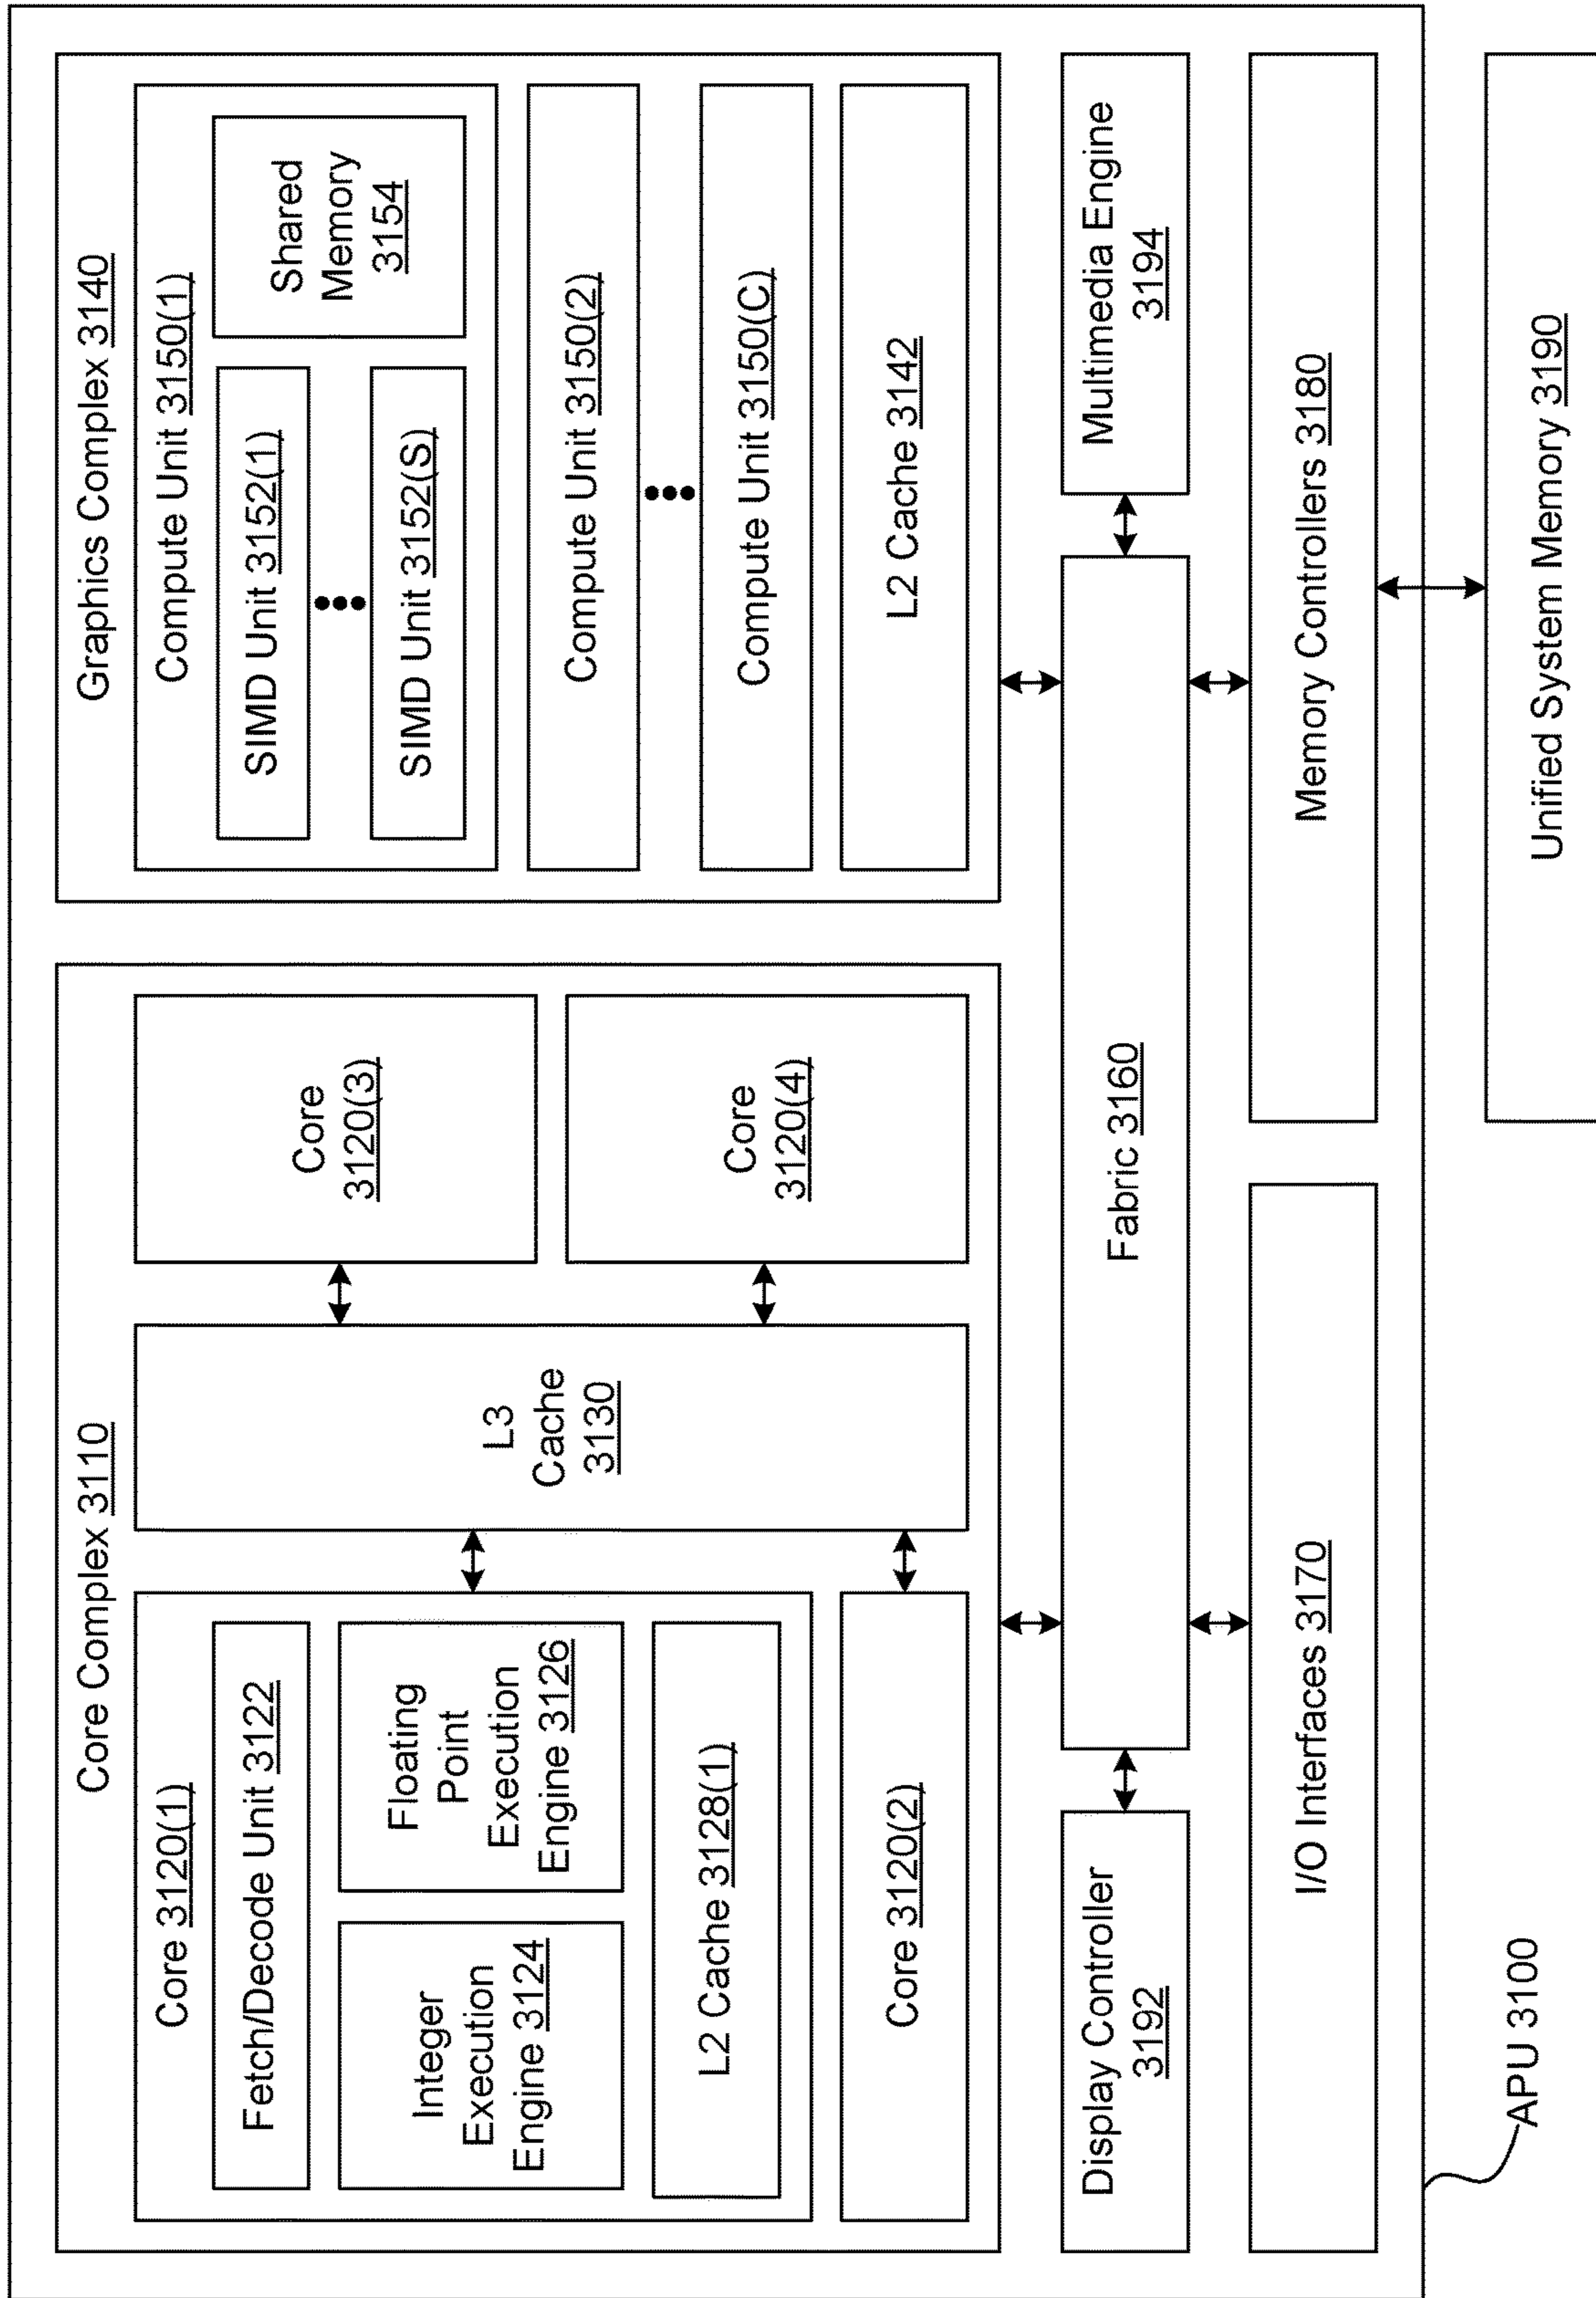 Core Complex 3110
Core 3120(1)
Fetch/Decode Unit 3122
Integer
Execution
Engine 3124
Floating
Point
Execution
Engine 3126
L2 Cache 3128(1)
Core 3120(2)
L3
Cache
3130
Core
3120(3)
Core
3120(4)
Graphics Complex 3140
Compute Unit 3150(1)
SIMD Unit 3152(1)
SIMD Unit 3152(S)
Shared
Memory
3154
Compute Unit 3150(2)
Compute Unit 3150(C)
L2 Cache 3142
Display Controller
3192
Fabric 3160
Multimedia Engine
3194
I/O Interfaces 3170
Memory Controllers 3180
APU 3100
Unified System Memory 3190